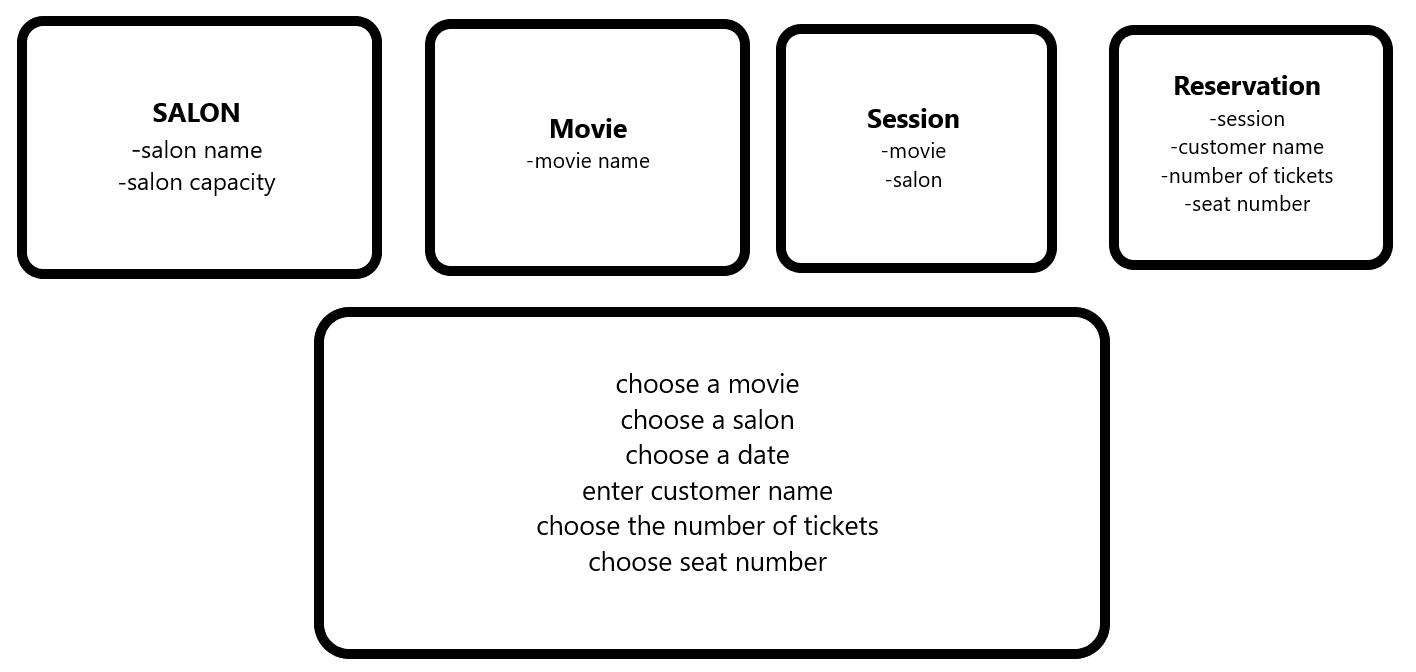 SALON
-salon name
-salon capacity
Movie
-movie name
Session
-movie
-salon
Reservation
-session
-customer name
-number of tickets
-seat number
choose a movie
choose a salon
choose a date
enter customer name
choose the number of tickets
choose seat number